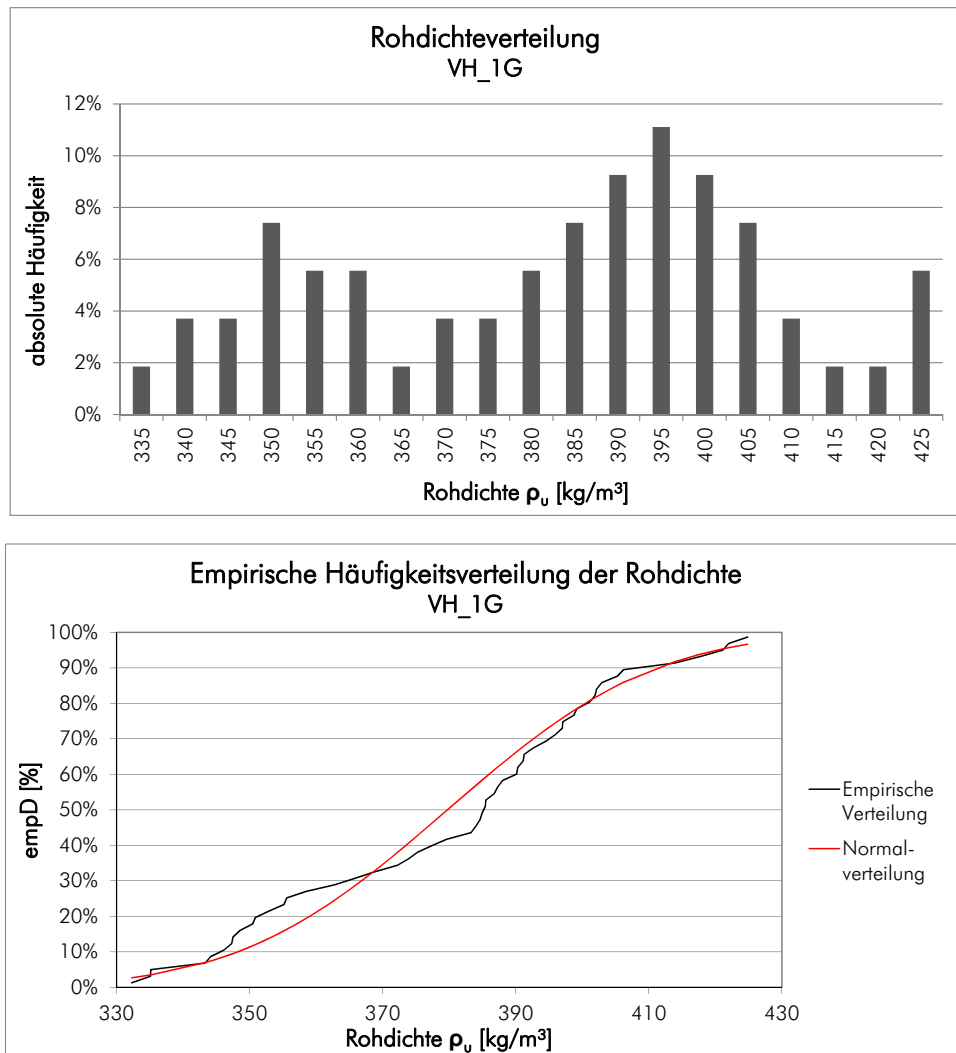 Rohdichteverteilung
VH_1G
absolute Häufigkeit
12%
10%
8%
6%
4%
2%
0%
335 340 345 350 355 360 365 370 375 380 385 390 395 400 405 410 415 420 425
Rohdichte ρu [kg/m³]
Empirische Häufigkeitsverteilung der Rohdichte
VH_1G
empD [%]
100%
90%
80%
70%
60%
50%
40%
30%
20%
10%
0%
330 350 370 390 410 430
Rohdichte ρu [kg/m³]
Empirische
Verteilung
Normal-
verteilung